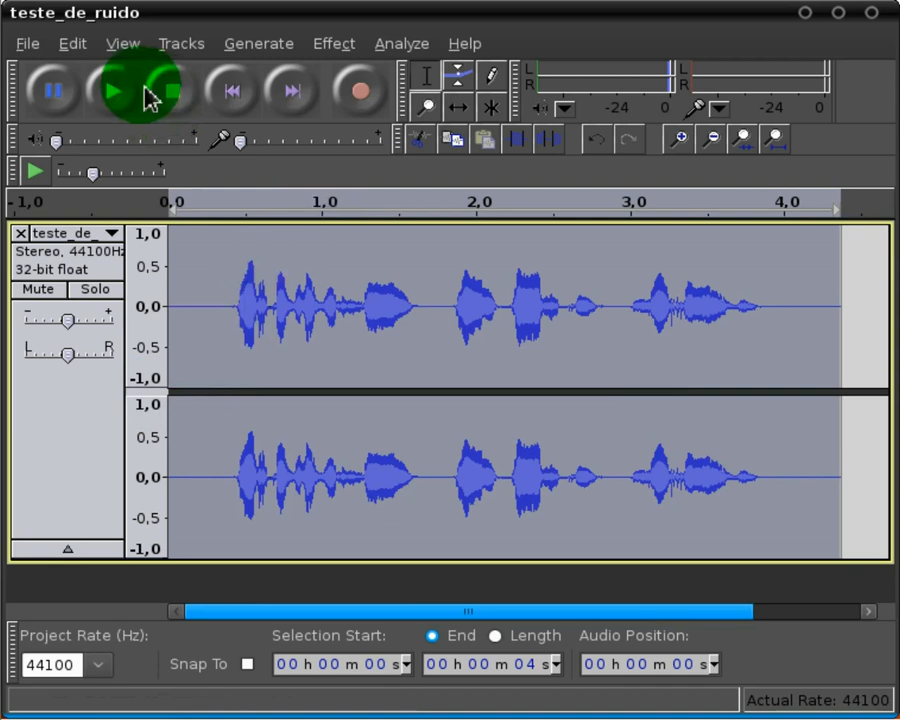 teste_de_ruido
File Edit View Tracks Generate Effect Analyze Help
L
R
-24 0
L
R
-24 0
- + - +
- +
-1,0 0,0 1,0 2,0 3,0 4,0
teste_de_
Stereo, 44100Hz
32-bit float
Mute Solo
- +
L R
1,0
0,5
0,0
-0,5
-1,0
1,0
0,5
0,0
-0,5
-1,0
Project Rate (Hz):
44100
Snap To
Selection Start: End Length Audio Position:
00 h 00 m 00 s 00 h 00 m 04 s 00 h 00 m 00 s
Actual Rate: 44100